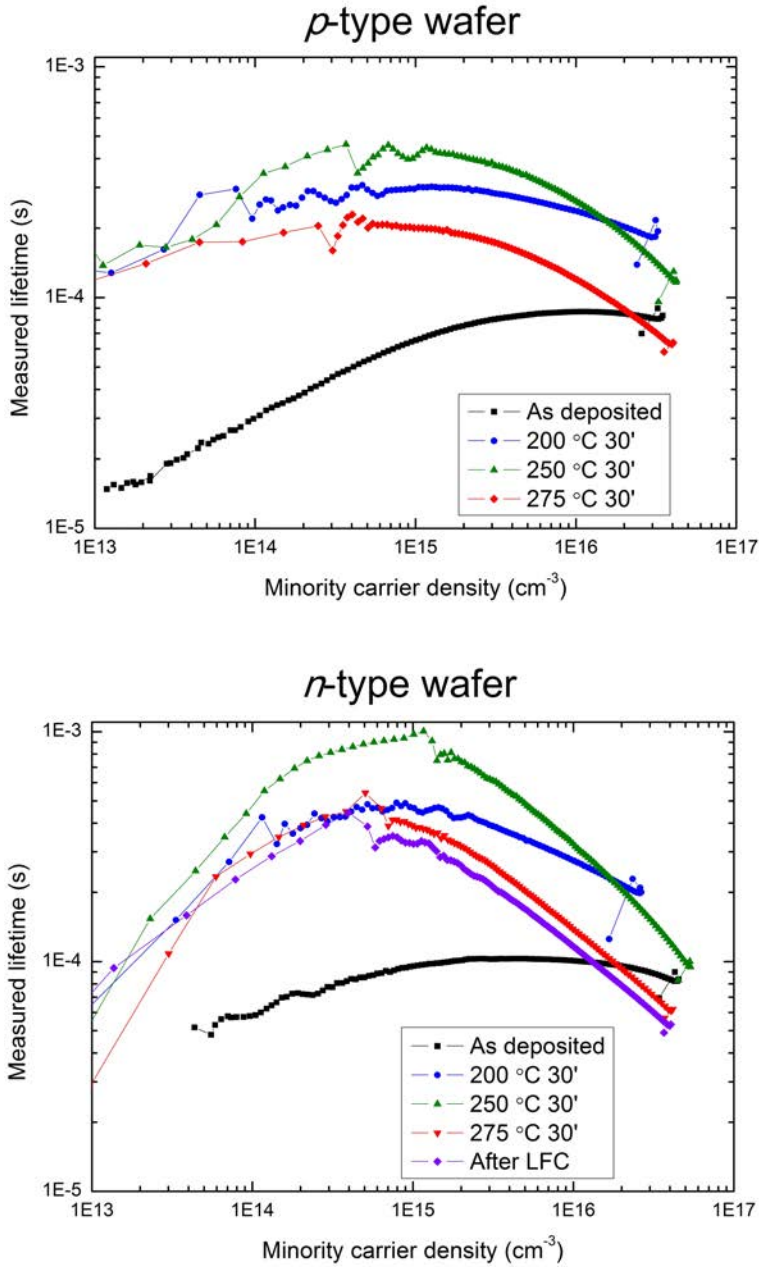 p-type wafer
1E-3
1E-4
1E-5
Measured lifetime (s)
As deposited
200 °C 30'
250 °C 30'
275 °C 30'
1E13
1E14
1E15
1E16
1E17
Minority carrier density (cm-3)
n-type wafer
1E-3
1E-4
1E-5
Measured lifetime (s)
As deposited
200 °C 30'
250 °C 30'
275 °C 30'
After LFC
1E13
1E14
1E15
1E16
1E17
Minority carrier density (cm-3)